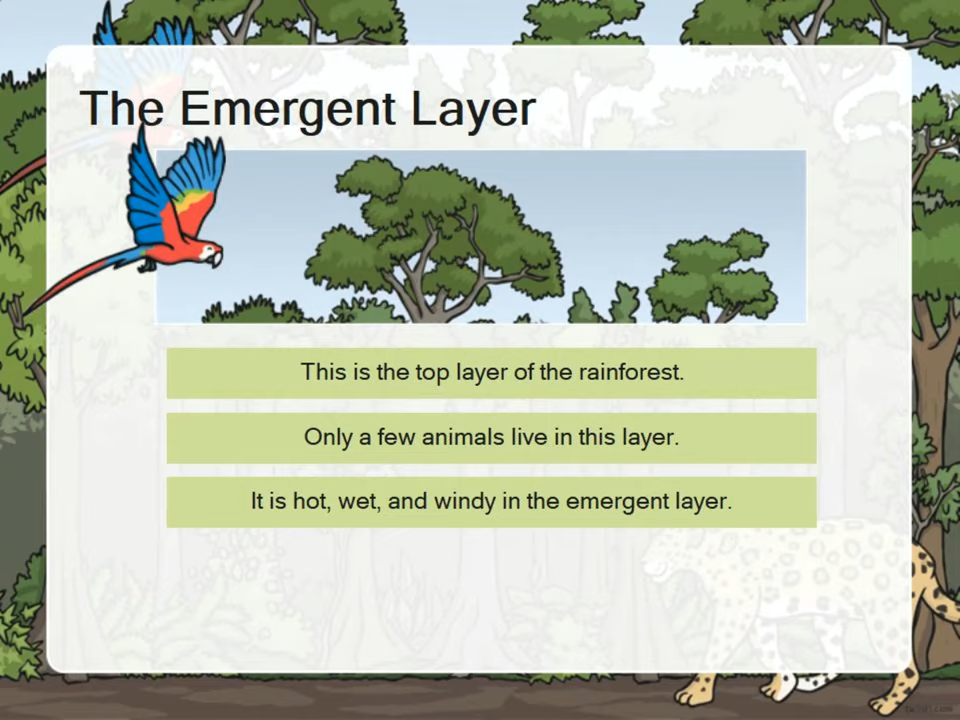 The Emergent Layer
This is the top layer of the rainforest.
Only a few animals live in this layer.
It is hot, wet, and windy in the emergent layer.